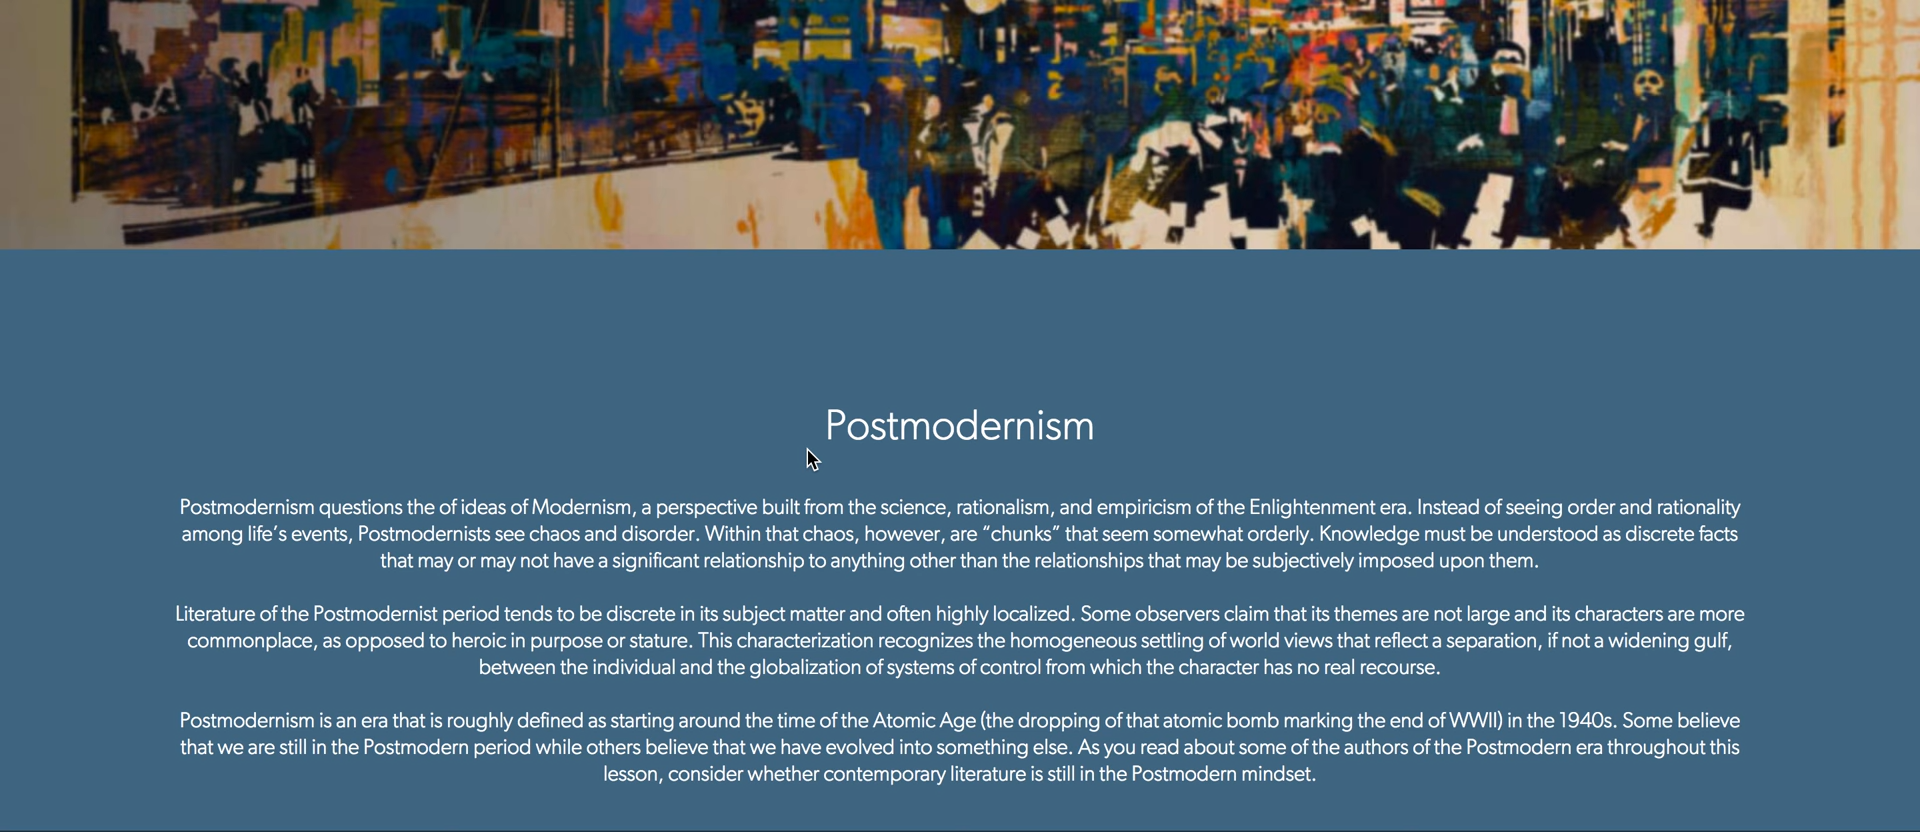 Postmodernism
Postmodernism questions the of ideas of Modernism, a perspective built from the science, rationalism, and empiricism of the Enlightenment era. Instead of seeing order and rationality
among life’s events, Postmodernists see chaos and disorder. Within that chaos, however, are “chunks” that seem somewhat orderly. Knowledge must be understood as discrete facts
that may or may not have a significant relationship to anything other than the relationships that may be subjectively imposed upon them.
Literature of the Postmodernist period tends to be discrete in its subject matter and often highly localized. Some observers claim that its themes are not large and its characters are more
commonplace, as opposed to heroic in purpose or stature. This characterization recognizes the homogeneous settling of world views that reflect a separation, if not a widening gulf,
between the individual and the globalization of systems of control from which the character has no real recourse.
Postmodernism is an era that is roughly defined as starting around the time of the Atomic Age (the dropping of that atomic bomb marking the end of WWII) in the 1940s. Some believe
that we are still in the Postmodern period while others believe that we have evolved into something else. As you read about some of the authors of the Postmodern era throughout this
lesson, consider whether contemporary literature is still in the Postmodern mindset.